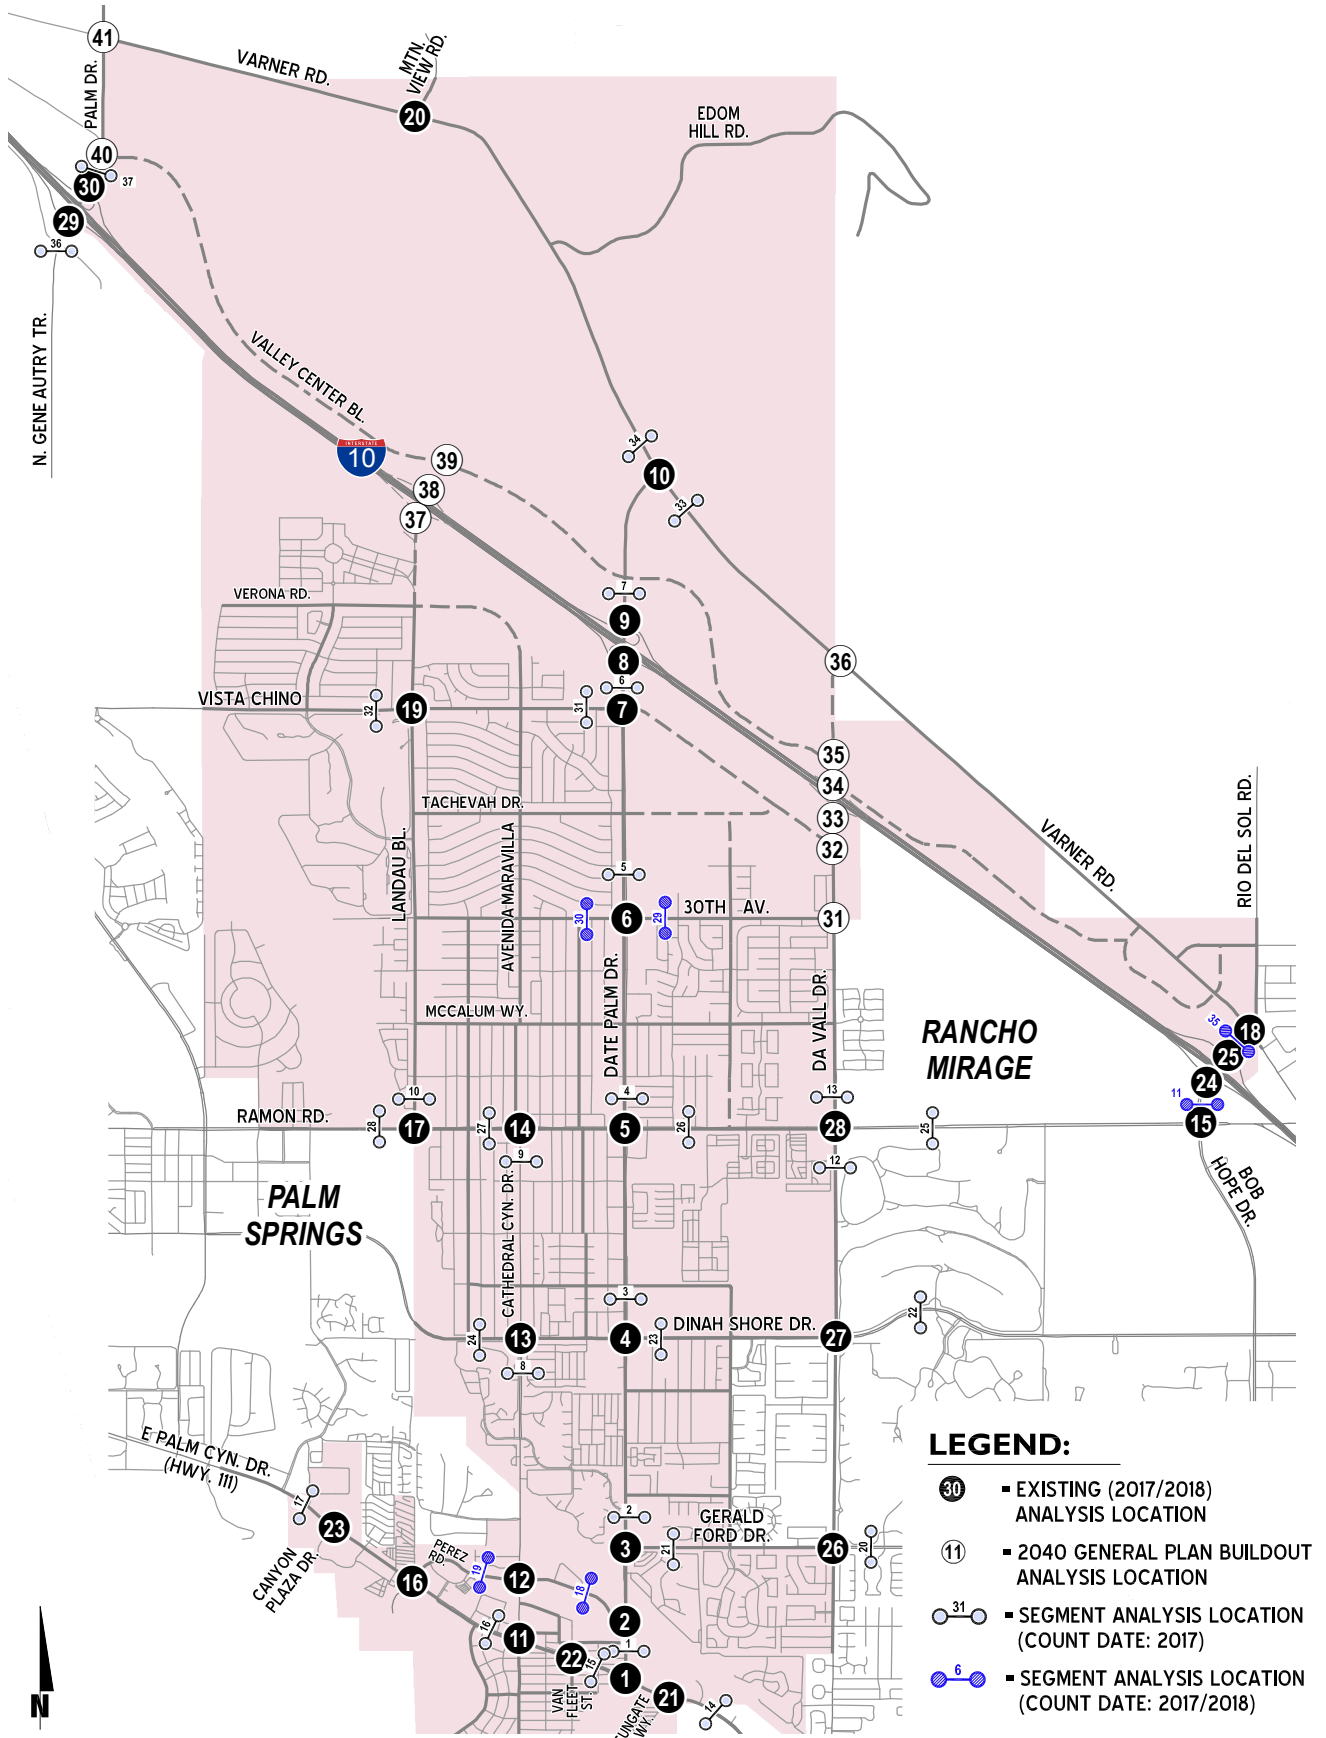 41
VARNER RD.
MTN.
VIEW RD.
PALM DR.
20
EDOM
HILL RD.
40
37
30
29
36
N. GENE AUTRY TR.
VALLEY CENTER BL.
INTERSTATE
10
39
38
37
34
10
33
7
9
8
6
7
36
VERONA RD.
VISTA CHINO
32
19
31
35
34
33
32
TACHEVAH DR.
LANDAU BL.
AVENIDA MARAVILLA
5
30
6
29
30TH AV.
31
VARNER RD.
RIO DEL SOL RD.
MCCALUM WY.
DATE PALM DR.
DA VALL DR.
RANCHO
MIRAGE
35
18
25
24
11
15
10
4
13
RAMON RD.
28
17
27
14
5
26
28
25
9
12
BOB
HOPE DR.
PALM
SPRINGS
CATHEDRAL CYN. DR.
3
22
24
13
4
23
DINAH SHORE DR.
27
8
E PALM CYN. DR.
(HWY. 111)
17
23
CANYON
PLAZA DR.
2
GERALD
FORD DR.
3
21
26
20
PEREZ
RD.
16
19
12
18
2
16
11
1
22
15
1
VAN
FLEET
ST.
21
14
SUNGATE
WY.
N
LEGEND:
30 = EXISTING (2017/2018)
ANALYSIS LOCATION
11 = 2040 GENERAL PLAN BUILDOUT
ANALYSIS LOCATION
31 = SEGMENT ANALYSIS LOCATION
(COUNT DATE: 2017)
6 = SEGMENT ANALYSIS LOCATION
(COUNT DATE: 2017/2018)